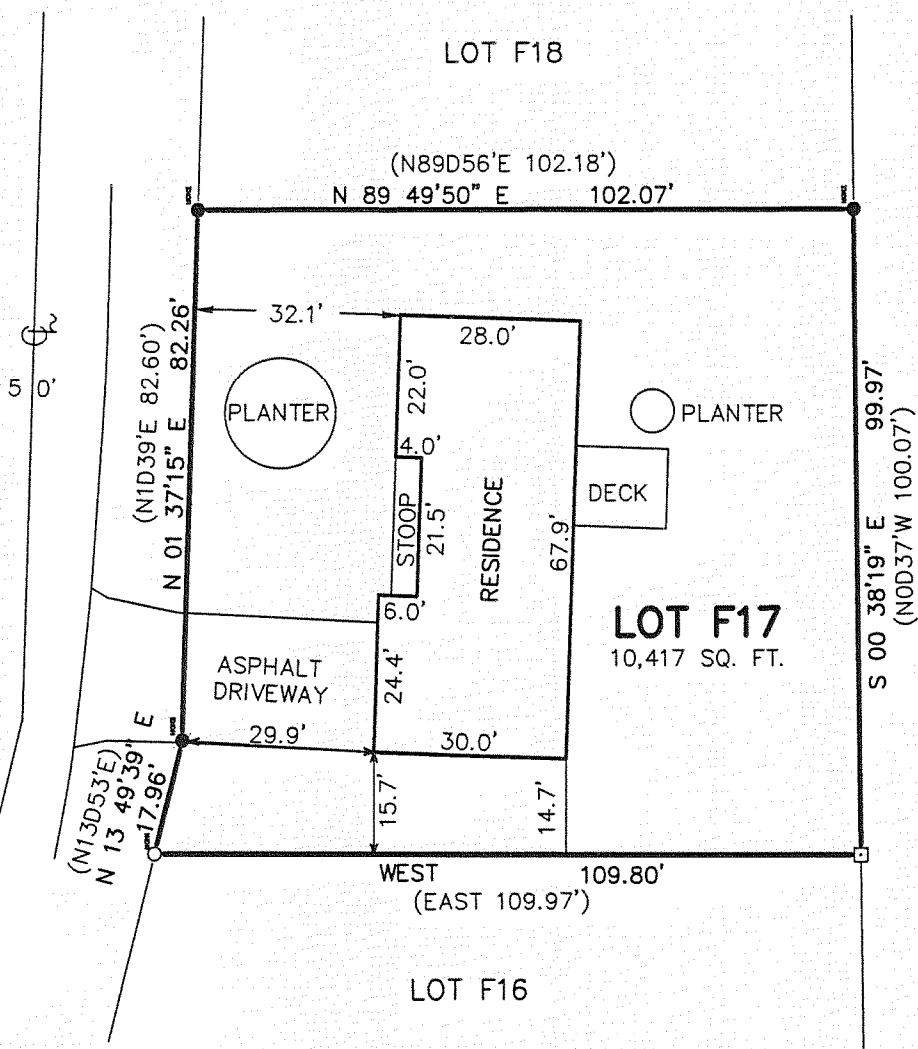 LOT F18
(N89D56'E 102.18')
N 89 49'50" E 102.07'
32.1'
28.0'
N 01 37'15" E 82.26'
(N1D39'E 82.60')
5 0'
PLANTER
22.0'
4.0'
STOOP
21.5'
RESIDENCE
67.9'
PLANTER
DECK
S 00 38'19" E 99.97'
(N0D37'W 100.07')
6.0'
24.4'
LOT F17
10,417 SQ. FT.
ASPHALT
DRIVEWAY
29.9'
30.0'
15.7'
14.7'
(N13D53'E)
N 13 49'39" E
17.96'
WEST 109.80'
(EAST 109.97')
LOT F16